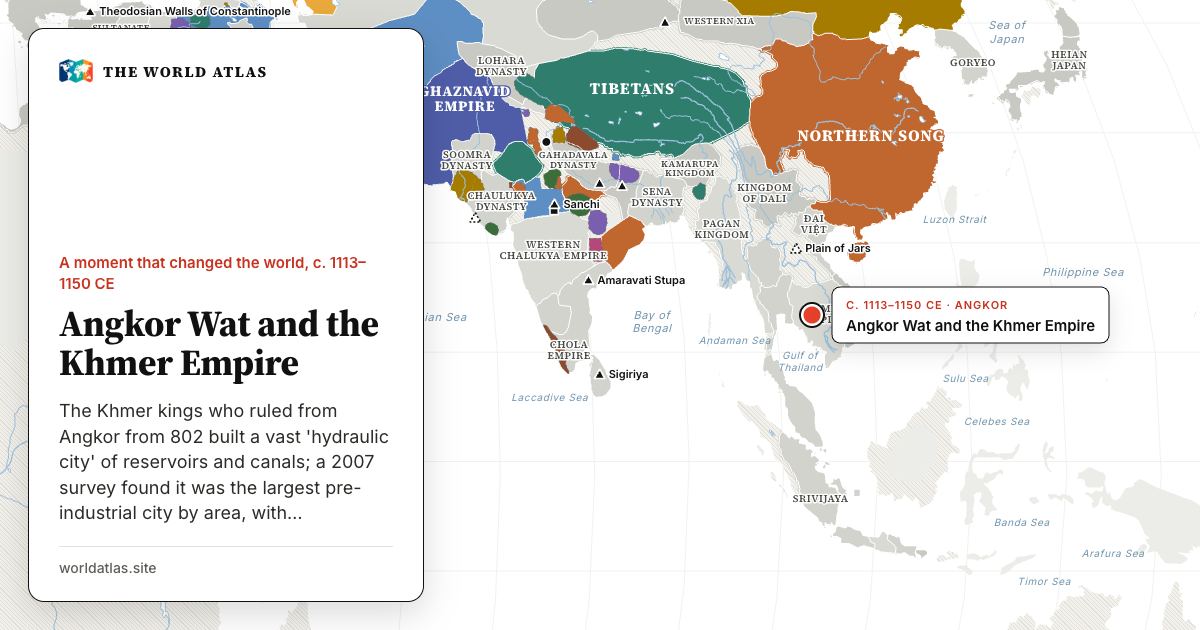 Theodosian Walls of Constantinople
THE WORLD ATLAS
A moment that changed the world, c. 1113–
1150 CE
Angkor Wat and the
Khmer Empire
The Khmer kings who ruled from
Angkor from 802 built a vast 'hydraulic
city' of reservoirs and canals; a 2007
survey found it was the largest pre-
industrial city by area, with...
worldatlas.site
WESTERN XIA
Sea of
Japan
GORYEO
HEIAN
JAPAN
LOHARA
DYNASTY
TIBETANS
GHAZNAVID
EMPIRE
NORTHERN SONG
SOOMRA
DYNASTY
GAHADAVALA
DYNASTY
KAMARUPA
KINGDOM
CHAULUKYA
DYNASTY
Sanchi
SENA
DYNASTY
KINGDOM
OF DALI
PAGAN
KINGDOM
ĐẠI
VIỆT
Luzon Strait
WESTERN
CHALUKYA EMPIRE
Plain of Jars
Amaravati Stupa
Philippine Sea
C. 1113–1150 CE · ANGKOR
Angkor Wat and the Khmer Empire
Bay of
Bengal
Andaman Sea
Gulf of
Thailand
CHOLA
EMPIRE
Sigiriya
Laccadive Sea
Sulu Sea
Celebes Sea
SRIVIJAYA
Banda Sea
Arafura Sea
Timor Sea